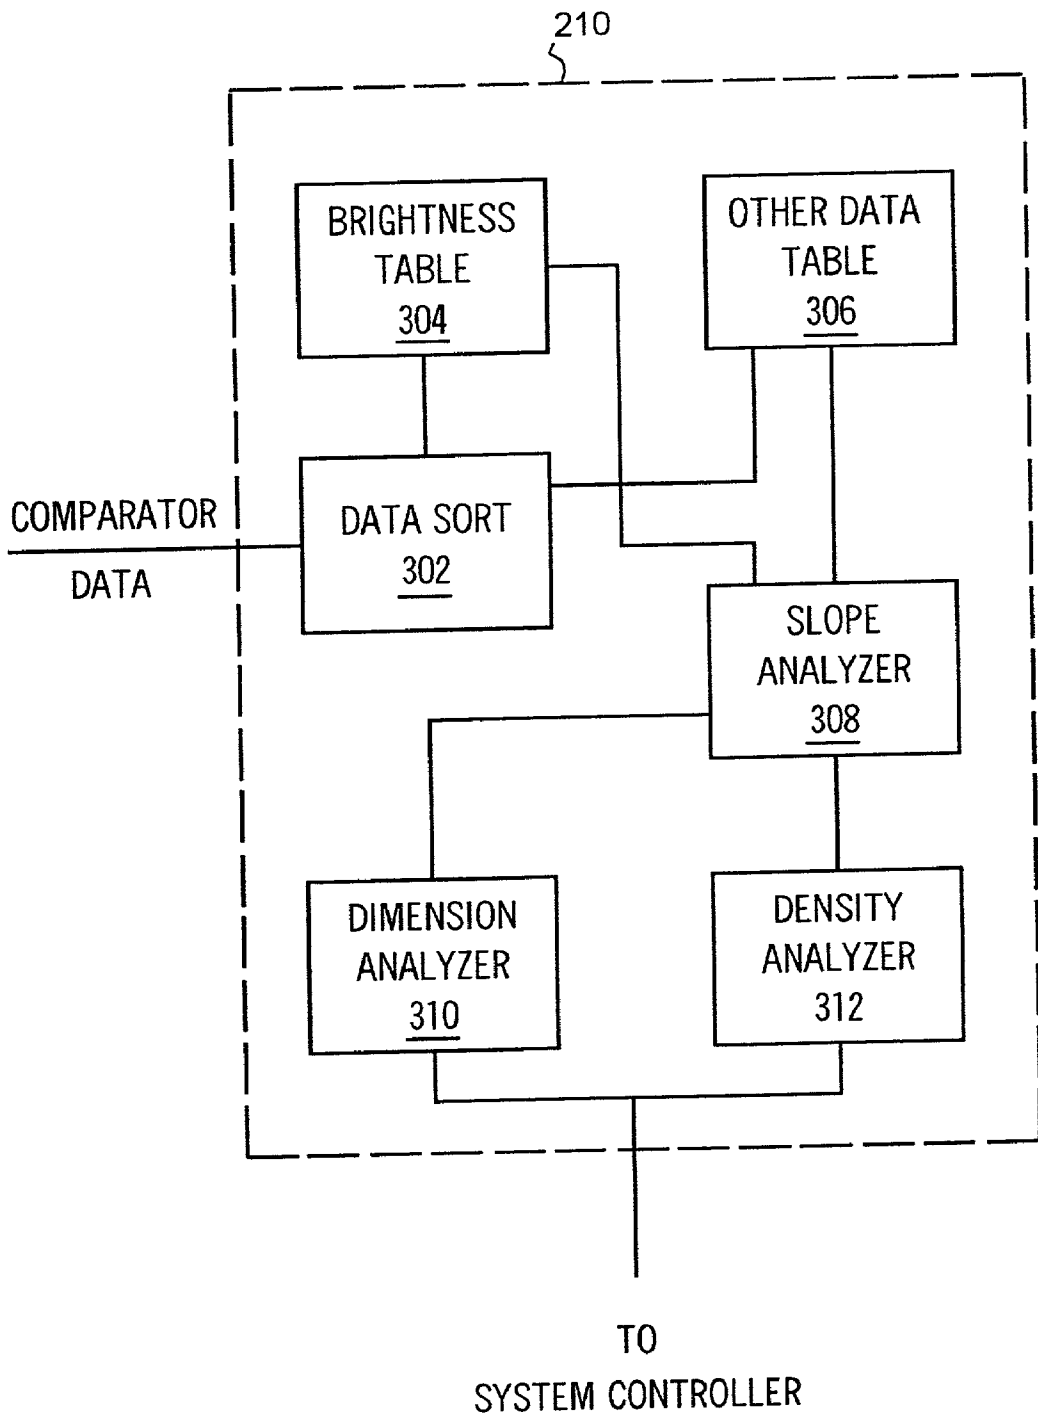 210
BRIGHTNESS
TABLE
304
OTHER DATA
TABLE
306
COMPARATOR
DATA
DATA SORT
302
SLOPE
ANALYZER
308
DIMENSION
ANALYZER
310
DENSITY
ANALYZER
312
TO
SYSTEM CONTROLLER